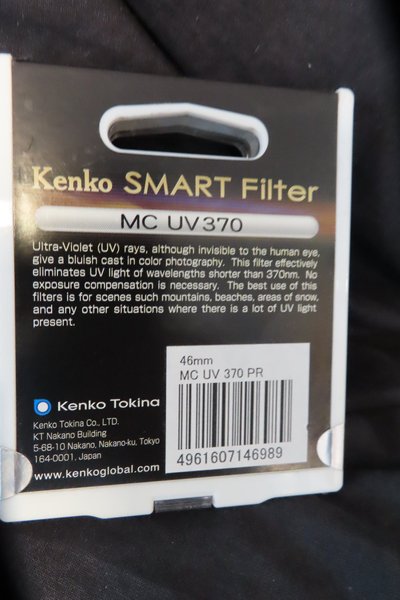 Kenko SMART Filter
MC UV370
Ultra-Violet (UV) rays, although invisible to the human eye,
give a bluish cast in color photography. This filter effectively
eliminates UV light of wavelengths shorter than 370nm. No
exposure compensation is necessary. The best use of this
filters is for scenes such mountains, beaches, areas of snow,
and any other situations where there is a lot of UV light
present.
46mm
MC UV 370 PR
4961607146989
Kenko Tokina
Kenko Tokina Co., LTD.
KT Nakano Building
5-68-10 Nakano, Nakano-ku, Tokyo
164-0001, Japan
www.kenkoglobal.com